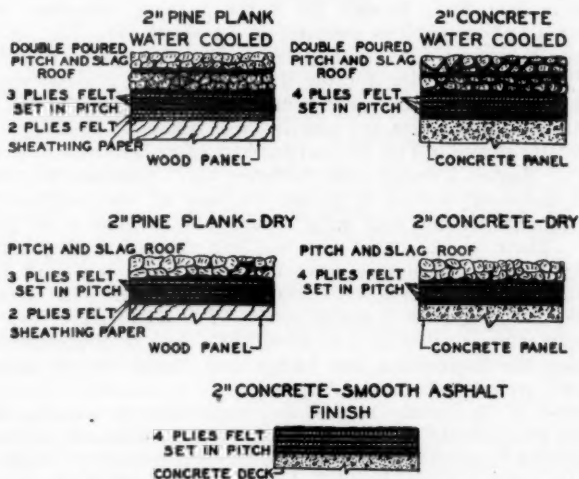 2" PINE PLANK
WATER COOLED
DOUBLE POURED
PITCH AND SLAG
ROOF
3 PLIES FELT
SET IN PITCH
2 PLIES FELT
SHEATHING PAPER
WOOD PANEL
2" CONCRETE
WATER COOLED
DOUBLE POURED
PITCH AND SLAG
ROOF
4 PLIES FELT
SET IN PITCH
CONCRETE PANEL
2" PINE PLANK-DRY
PITCH AND SLAG ROOF
3 PLIES FELT
SET IN PITCH
2 PLIES FELT
SHEATHING PAPER
WOOD PANEL
2" CONCRETE-DRY
PITCH AND SLAG ROOF
4 PLIES FELT
SET IN PITCH
CONCRETE PANEL
2" CONCRETE-SMOOTH ASPHALT
FINISH
4 PLIES FELT
SET IN PITCH
CONCRETE DECK